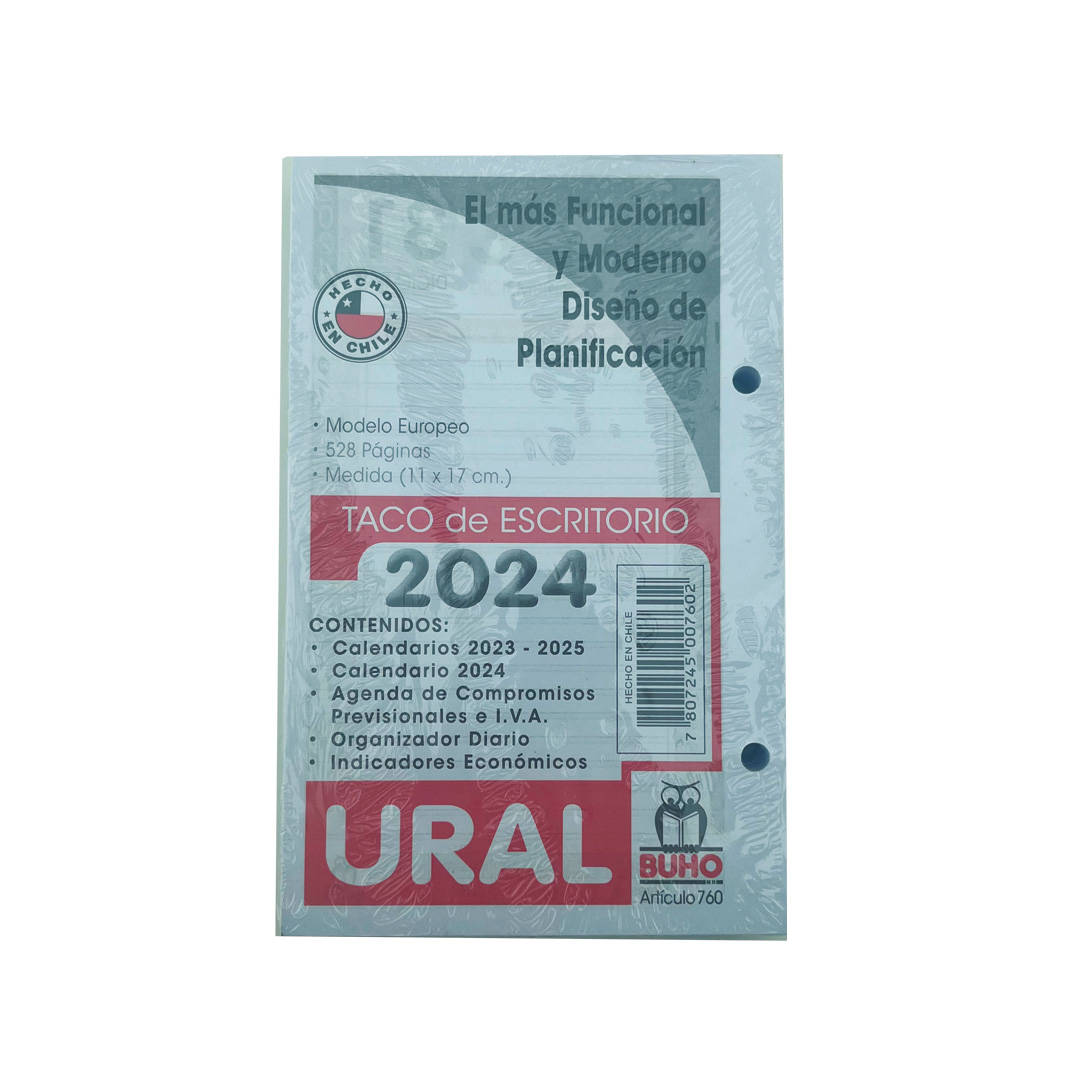 El más Funcional
y Moderno
Diseño de
Planificación
HECHO
EN CHILE
• Modelo Europeo
• 528 Páginas
• Medida (11 x 17 cm.)
TACO de ESCRITORIO
2024
CONTENIDOS:
• Calendarios 2023 - 2025
• Calendario 2024
• Agenda de Compromisos
Previsionales e I.V.A.
• Organizador Diario
• Indicadores Económicos
HECHO EN CHILE
7 807245 007602
URAL
BUHO
Artículo 760
31